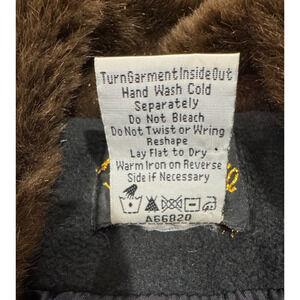 TurnGarmentInsideOut
Hand Wash Cold
Separately
Do Not Bleach
Do Not Twist or Wring
Reshape
Lay Flat to Dry
Warm Iron on Reverse
Side if Necessary
A66820